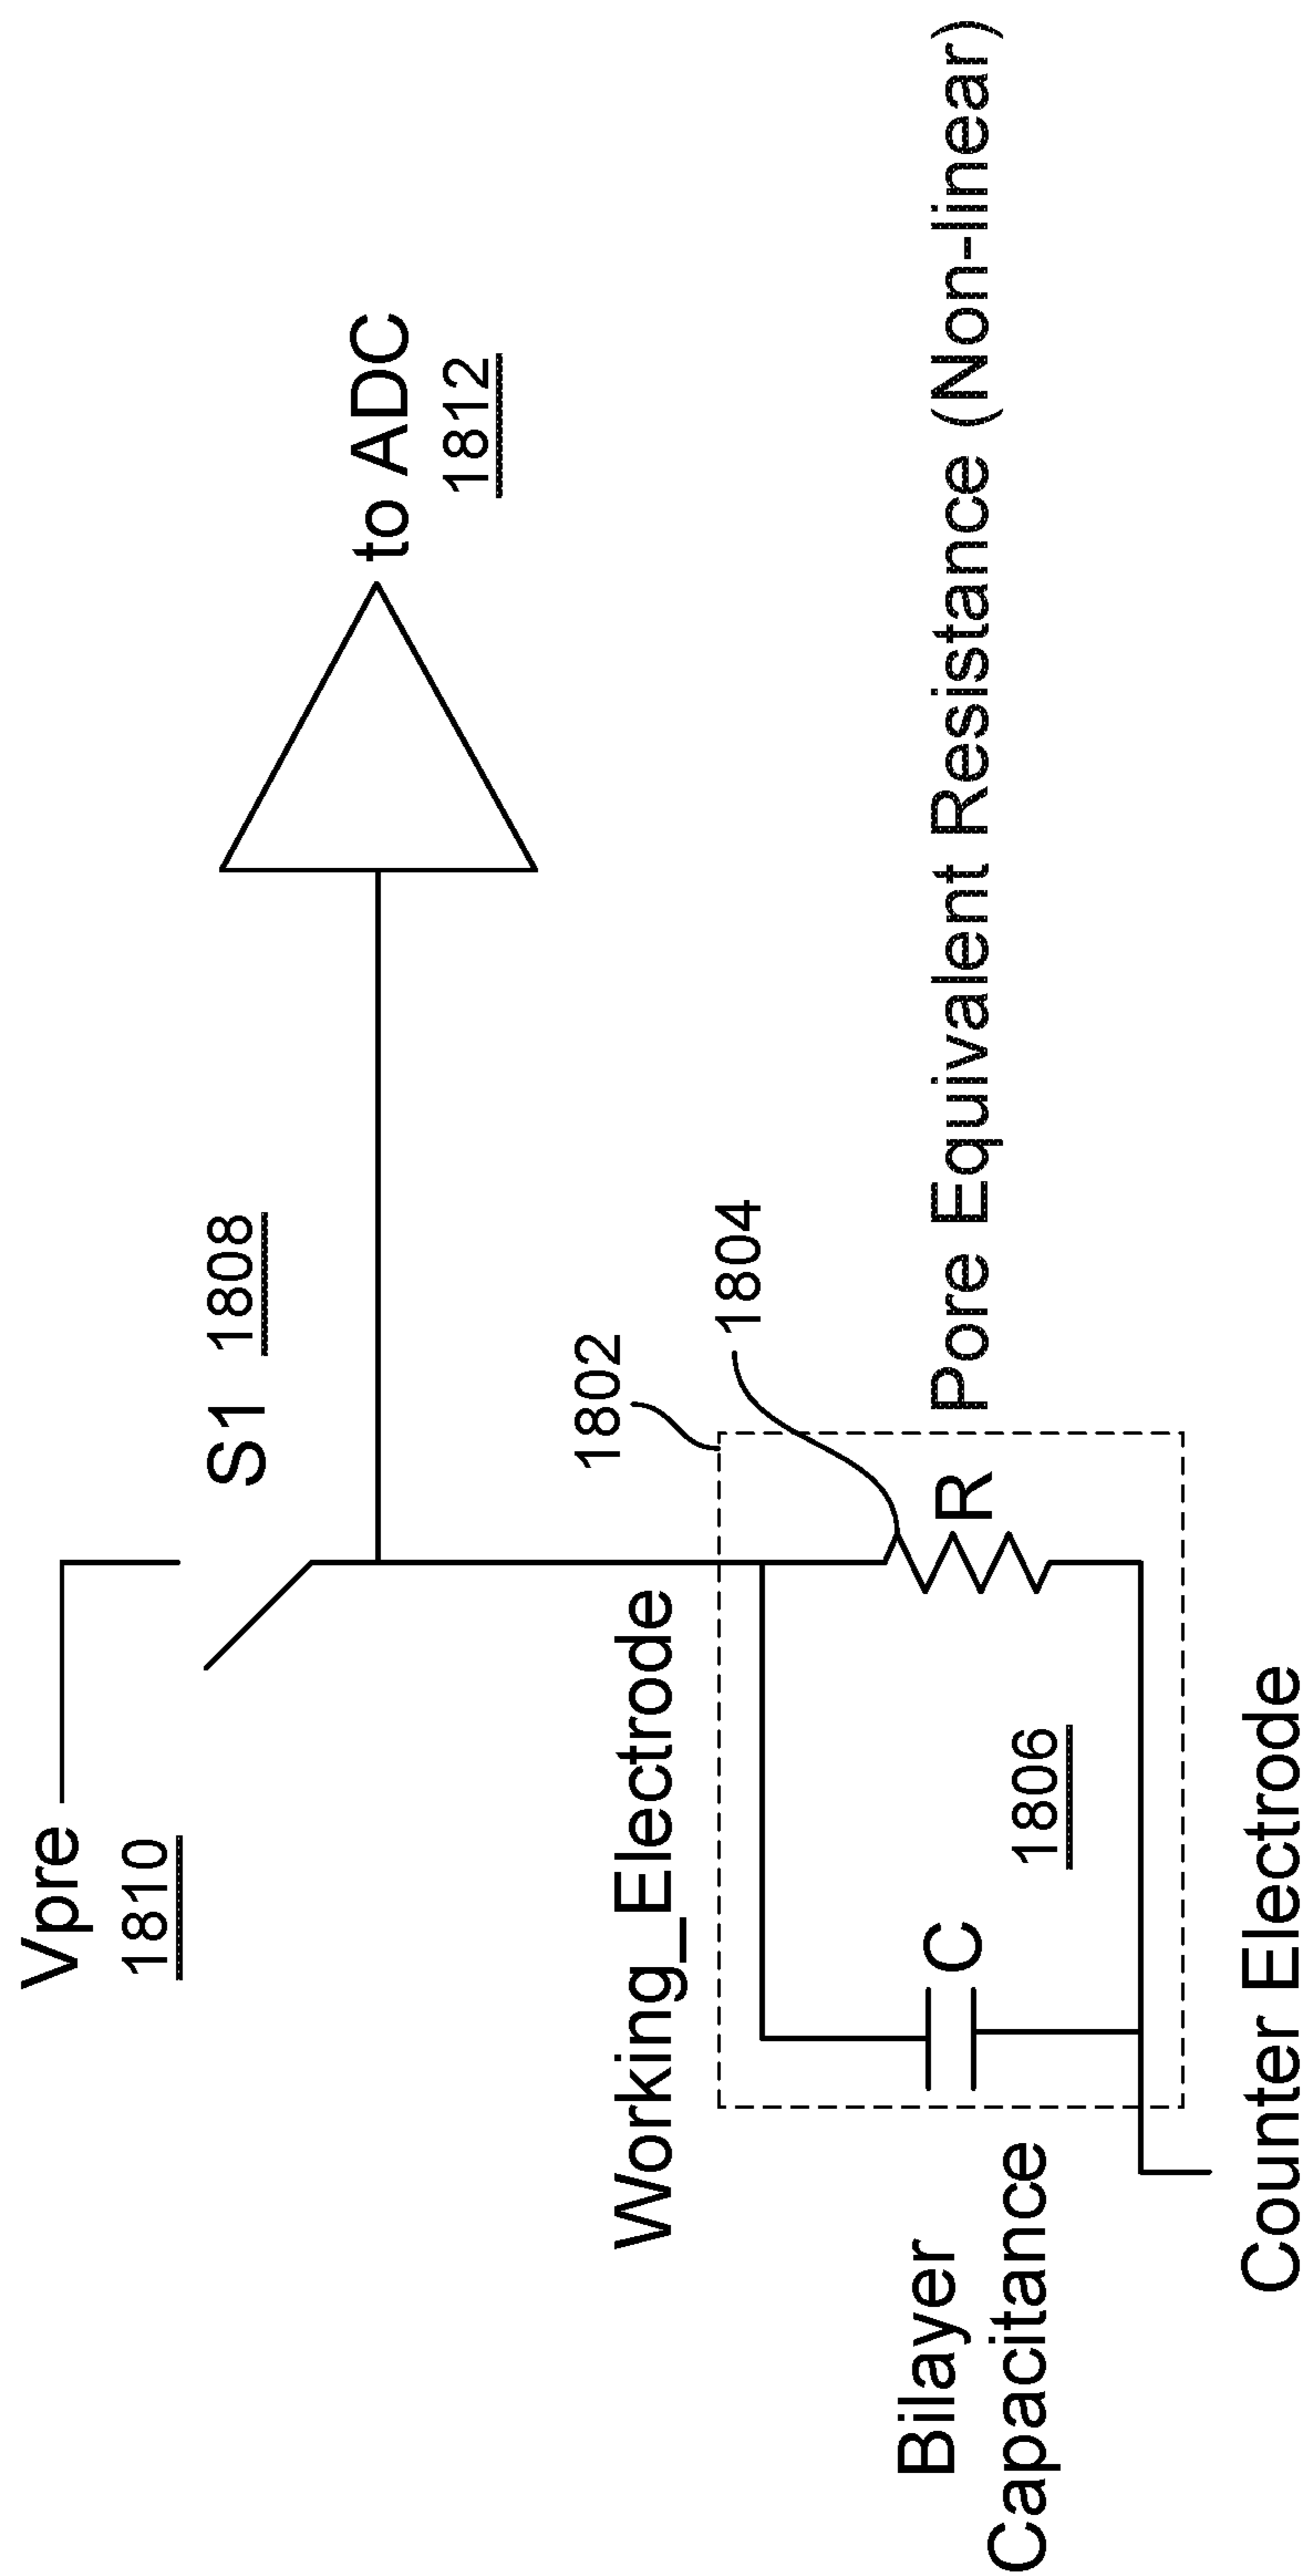 Vpre
1810
S1 1808
to ADC
1812
Working_Electrode
1802
1804
Bilayer
Capacitance
C
1806
R
Pore Equivalent Resistance (Non-linear)
Counter Electrode